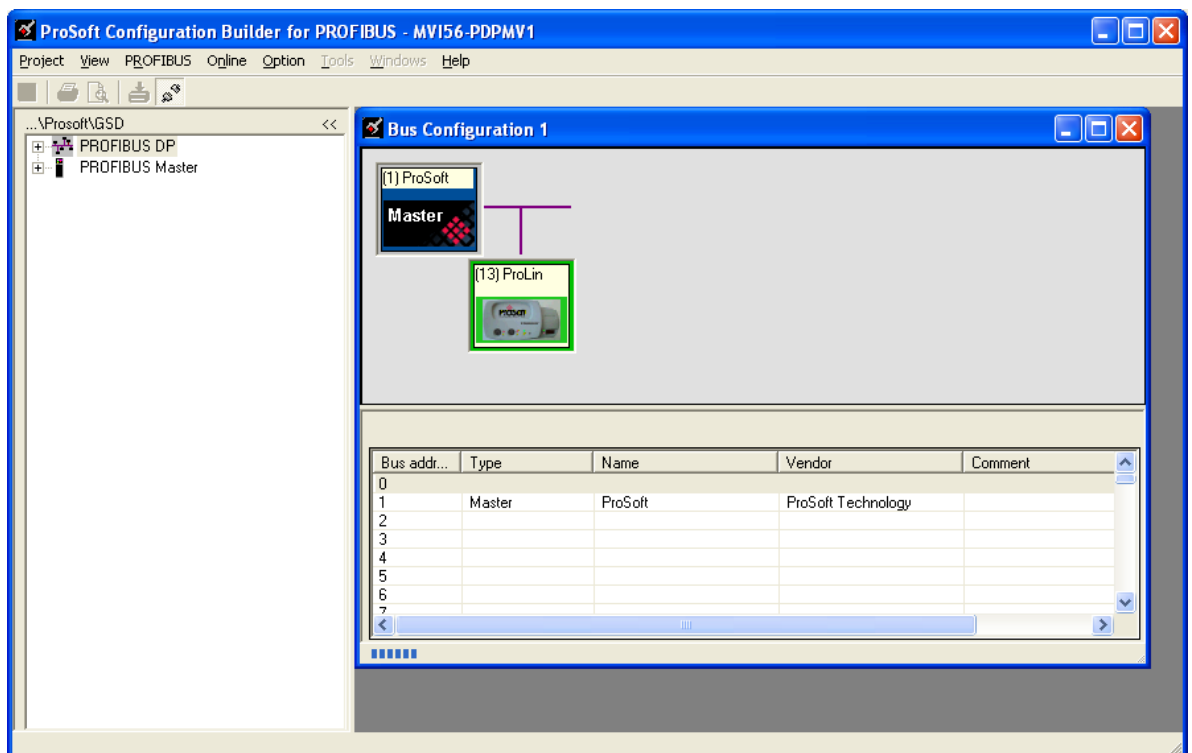 ProSoft Configuration Builder for PROFIBUS - MVI56-PDPMV1
Project View PROFIBUS Online Option Tools Windows Help
...\Prosoft\GSD <<
PROFIBUS DP
PROFIBUS Master
Bus Configuration 1
(1) ProSoft
Master
(13) ProLin
ProSoft
Bus addr... Type Name Vendor Comment
0
1 Master ProSoft ProSoft Technology
2
3
4
5
6
7